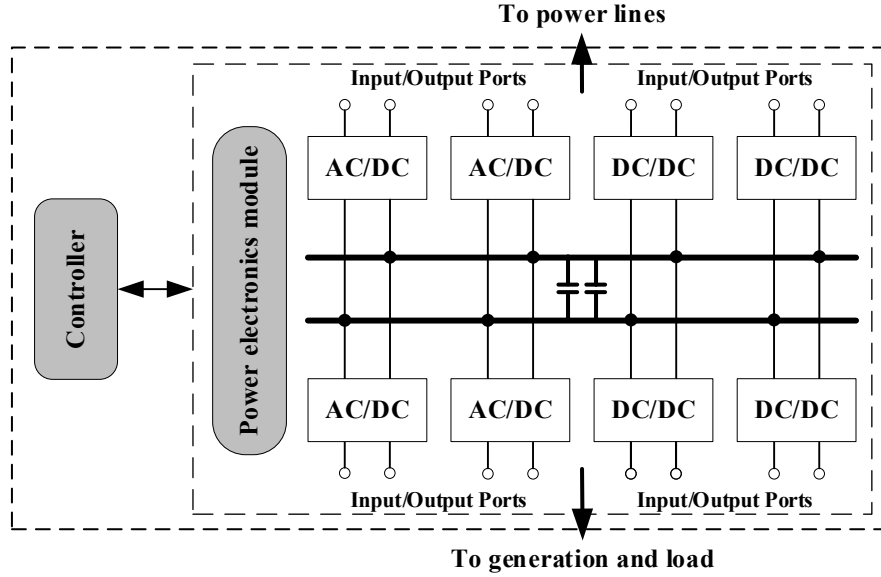 To power lines
Input/Output Ports
Input/Output Ports
AC/DC
AC/DC
DC/DC
DC/DC
Controller
Power electronics module
AC/DC
AC/DC
DC/DC
DC/DC
Input/Output Ports
Input/Output Ports
To generation and load